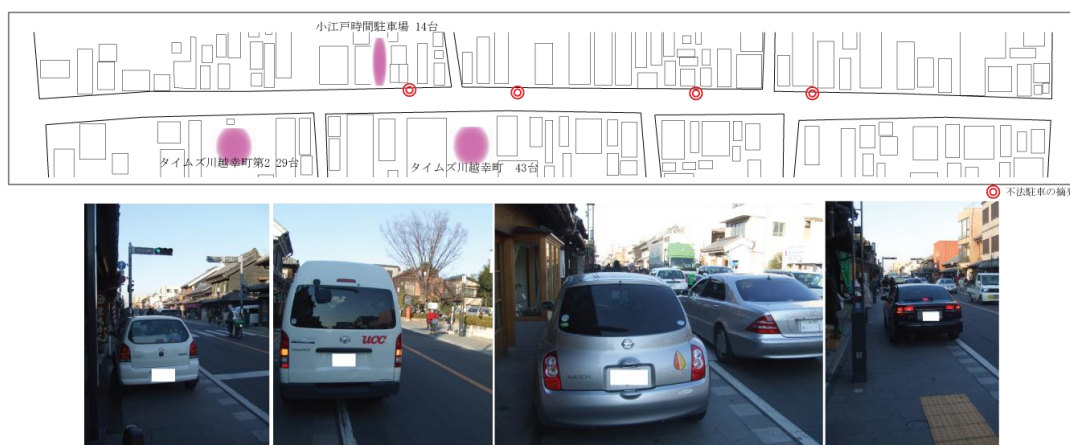 小江戸時間駐車場 14台
タイムズ川越幸町第2 29台
タイムズ川越幸町 43台
不法駐車の摘発
UCC
MARCH